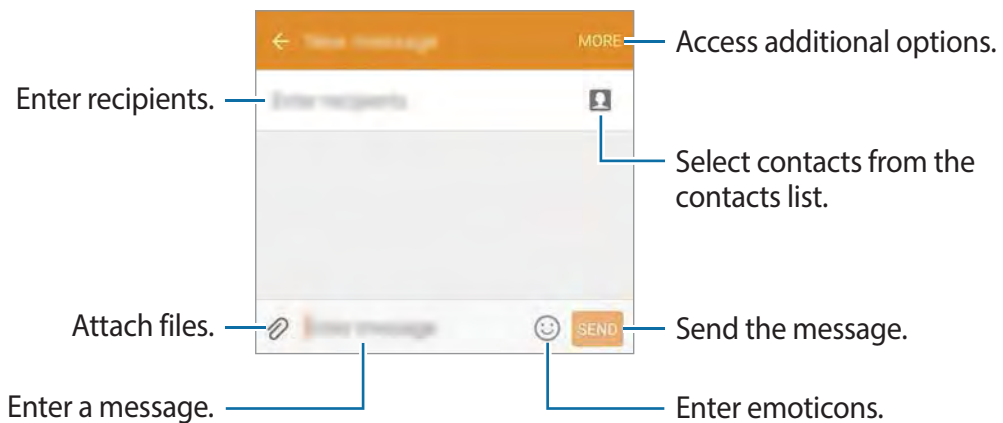 MORE
Access additional options.
Enter recipients.
Select contacts from the
contacts list.
Attach files.
SEND
Send the message.
Enter a message.
Enter emoticons.